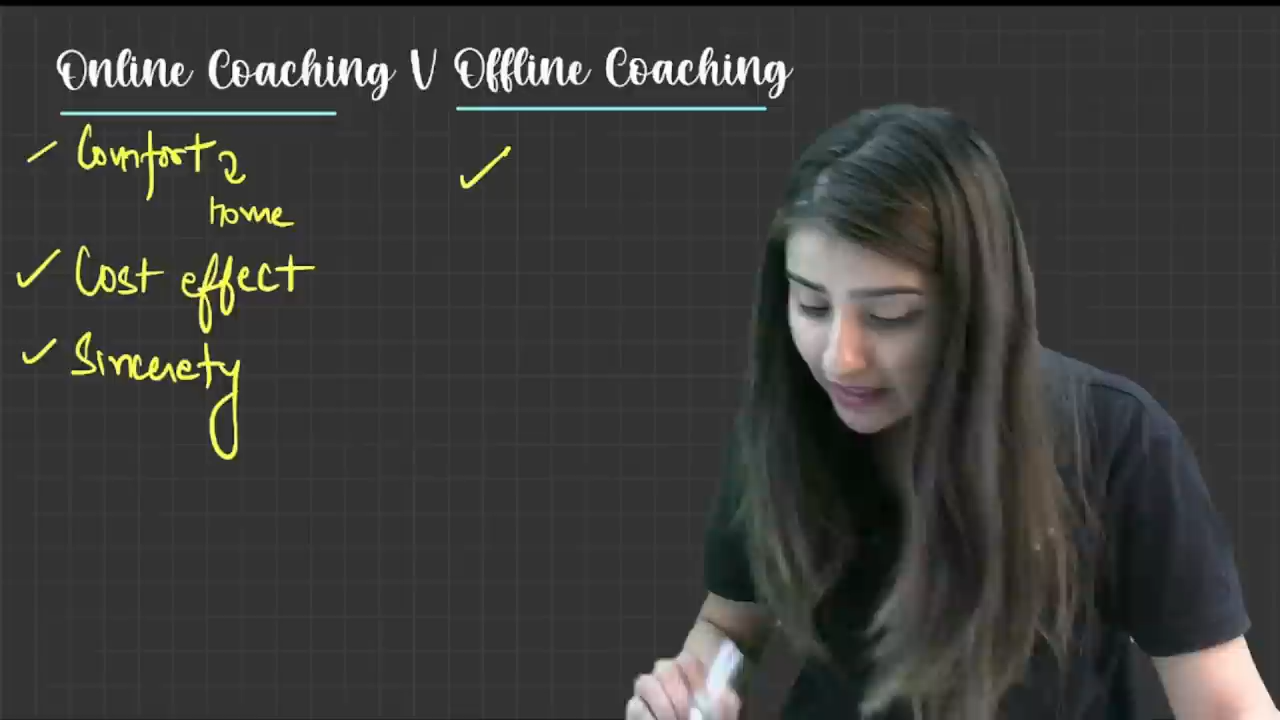 Online Coaching V Offline Coaching
Comfort
home
Cost effect
Sincerety